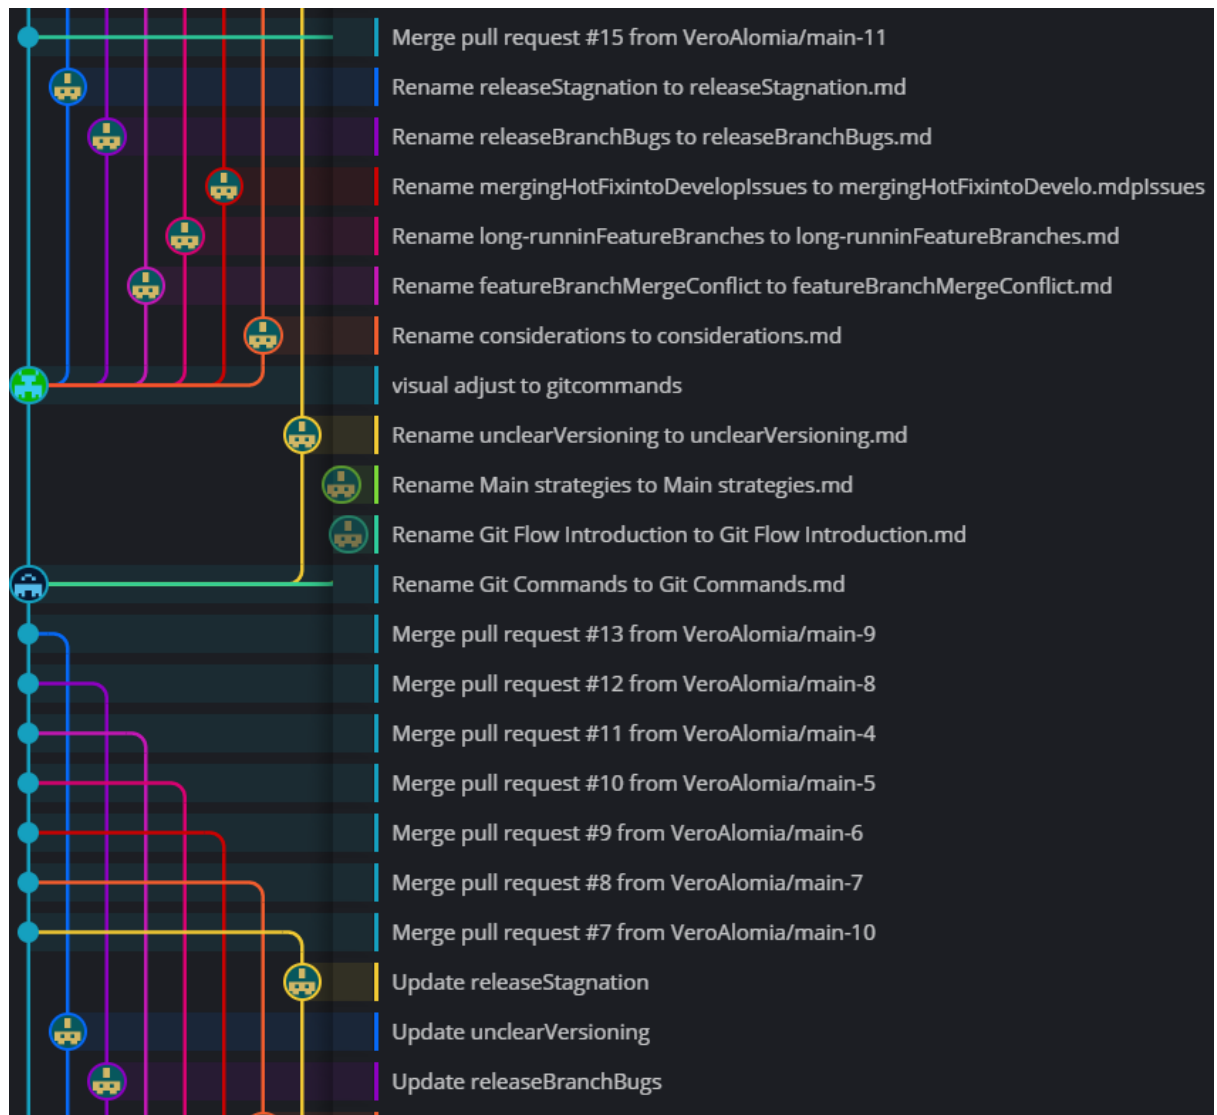 Merge pull request #15 from VeroAlomia/main-11
Rename releaseStagnation to releaseStagnation.md
Rename releaseBranchBugs to releaseBranchBugs.md
Rename mergingHotFixintoDevelopIssues to mergingHotFixintoDevelo.mdpIssues
Rename long-runninFeatureBranches to long-runninFeatureBranches.md
Rename featureBranchMergeConflict to featureBranchMergeConflict.md
Rename considerations to considerations.md
visual adjust to gitcommands
Rename unclearVersioning to unclearVersioning.md
Rename Main strategies to Main strategies.md
Rename Git Flow Introduction to Git Flow Introduction.md
Rename Git Commands to Git Commands.md
Merge pull request #13 from VeroAlomia/main-9
Merge pull request #12 from VeroAlomia/main-8
Merge pull request #11 from VeroAlomia/main-4
Merge pull request #10 from VeroAlomia/main-5
Merge pull request #9 from VeroAlomia/main-6
Merge pull request #8 from VeroAlomia/main-7
Merge pull request #7 from VeroAlomia/main-10
Update releaseStagnation
Update unclearVersioning
Update releaseBranchBugs